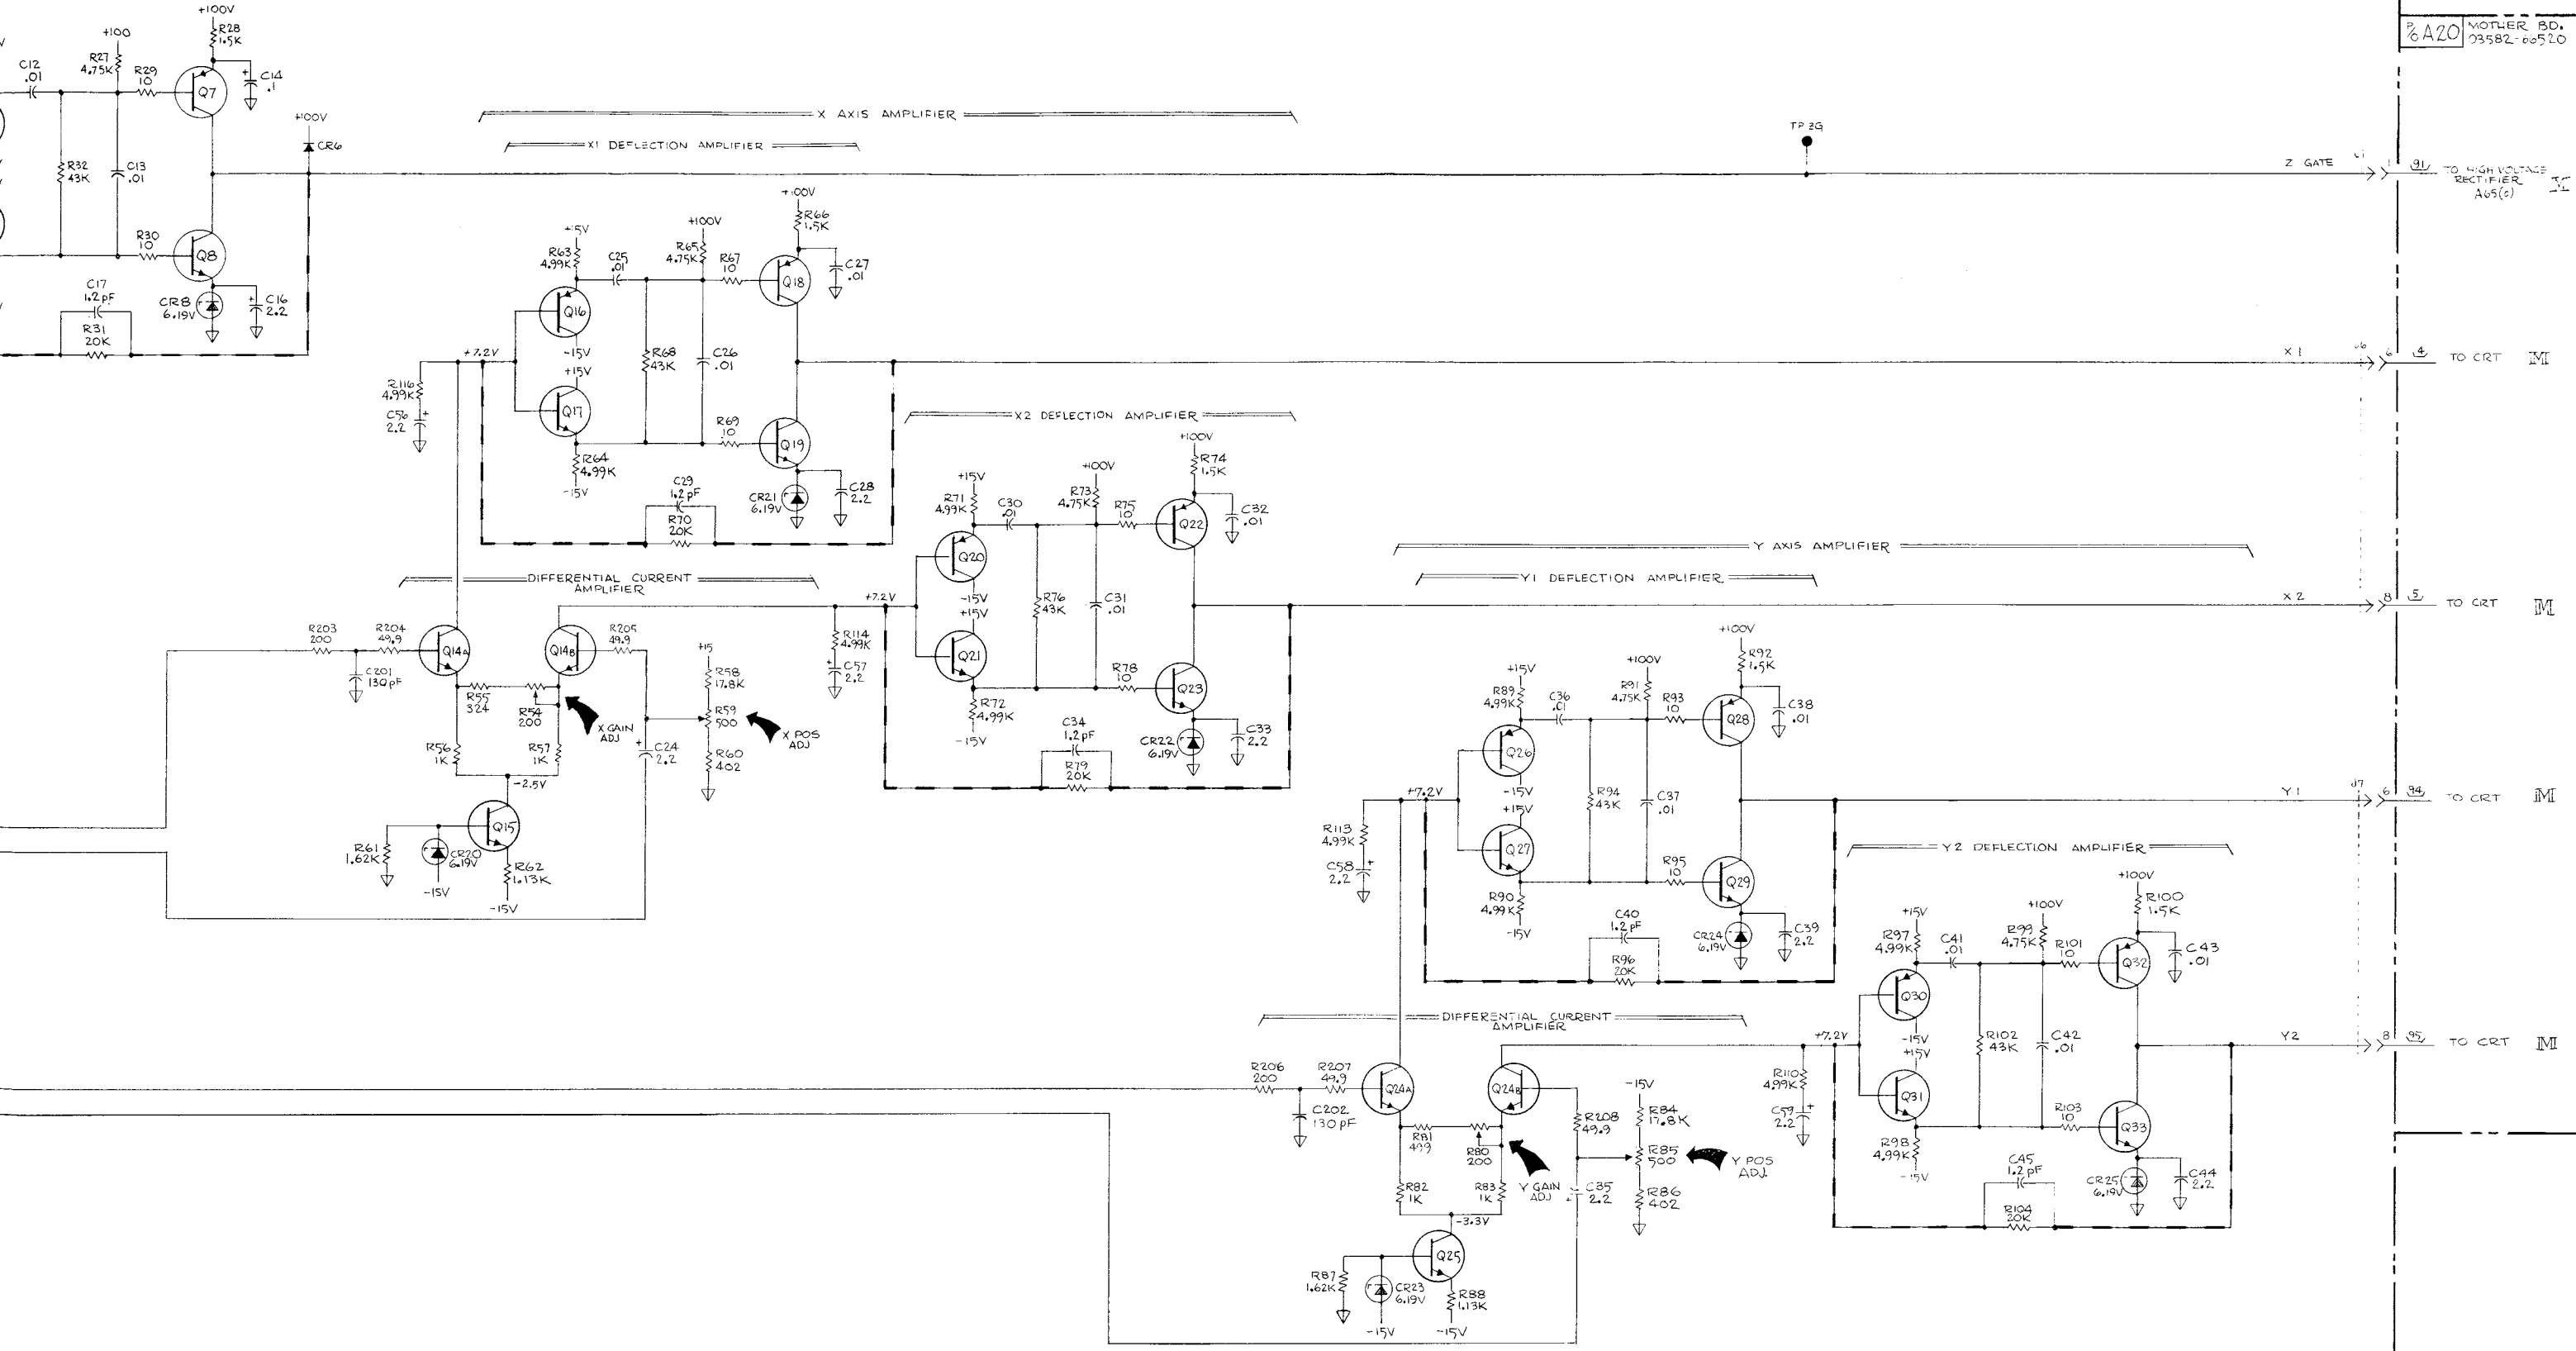 +100V
R28
1.5K
+100
R27
4.75K
C12
.01
R29
10
Q7
+
C14
.1
P/O A20
MOTHER BD.
03582-66520
+100V
CR6
R32
43K
C13
.01
R30
10
Q8
C17
1.2pF
R31
20K
CR8
6.19V
+
C16
2.2
X AXIS AMPLIFIER
X1 DEFLECTION AMPLIFIER
TP 3G
Z GATE
J1
1
91
TO HIGH VOLTAGE
RECTIFIER
A65(c)
+100V
R66
1.5K
+15V
R63
4.99K
C25
.01
+100V
R65
4.75K
R67
10
Q18
C27
.01
Q16
-15V
+15V
R68
43K
C26
.01
+7.2V
R116
4.99K
C56
2.2
+
Q17
R69
10
Q19
R64
4.99K
-15V
C29
1.2pF
R70
20K
CR21
6.19V
C28
2.2
X1
J6
6
4
TO CRT
M
X2 DEFLECTION AMPLIFIER
+100V
R74
1.5K
+15V
R71
4.99K
C30
.01
+100V
R73
4.75K
R75
10
Q22
C32
.01
Q20
-15V
+15V
R76
43K
C31
.01
+7.2V
Q21
R78
10
Q23
R72
4.99K
-15V
C34
1.2pF
R79
20K
CR22
6.19V
C33
2.2
X2
8
5
TO CRT
M
DIFFERENTIAL CURRENT
AMPLIFIER
R203
200
R204
49.9
Q14A
Q14B
R205
49.9
C201
130pF
R55
324
R54
200
X GAIN
ADJ
+15
R58
17.8K
R59
500
X POS
ADJ
R60
402
R114
4.99K
+
C57
2.2
R56
1K
R57
1K
+
C24
2.2
-2.5V
Q15
R61
1.62K
CR20
6.19V
-15V
R62
1.13K
-15V
Y AXIS AMPLIFIER
Y1 DEFLECTION AMPLIFIER
+100V
R92
1.5K
+15V
R89
4.99K
C36
.01
+100V
R91
4.75K
R93
10
Q28
C38
.01
Q26
-15V
+15V
R94
43K
C37
.01
+7.2V
R113
4.99K
C58
2.2
+
Q27
R95
10
Q29
R90
4.99K
-15V
C40
1.2pF
R96
20K
CR24
6.19V
C39
2.2
Y1
J7
6
94
TO CRT
M
Y2 DEFLECTION AMPLIFIER
+100V
R100
1.5K
+15V
R97
4.99K
C41
.01
+100V
R99
4.75K
R101
10
Q32
C43
.01
Q30
-15V
+15V
R102
43K
C42
.01
+7.2V
Q31
R103
10
Q33
R98
4.99K
-15V
C45
1.2pF
R104
20K
CR25
6.19V
C44
2.2
Y2
8
95
TO CRT
M
DIFFERENTIAL CURRENT
AMPLIFIER
R206
200
R207
49.9
Q24A
Q24B
C202
130pF
R81
499
R80
200
Y GAIN
ADJ
R208
49.9
-15V
R84
17.8K
R85
500
Y POS
ADJ.
R86
402
R110
4.99K
C59
2.2
+
R82
1K
R83
1K
C35
2.2
-3.3V
Q25
R87
1.62K
CR23
6.19V
-15V
R88
1.13K
-15V